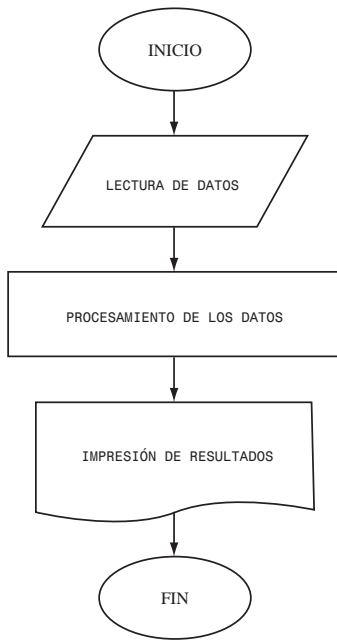 INICIO
LECTURA DE DATOS
PROCESAMIENTO DE LOS DATOS
IMPRESIÓN DE RESULTADOS
FIN